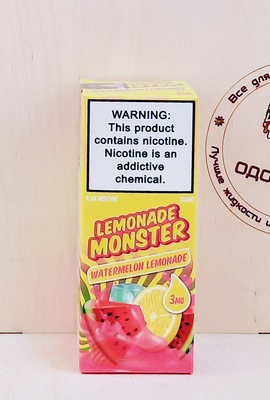 WARNING:
This product
contains nicotine.
Nicotine is an
addictive
chemical.
100ML
LEMONADE
MONSTER
WATERMELON LEMONADE
3MG
Все для
Лучшие жидкости и
ОДО